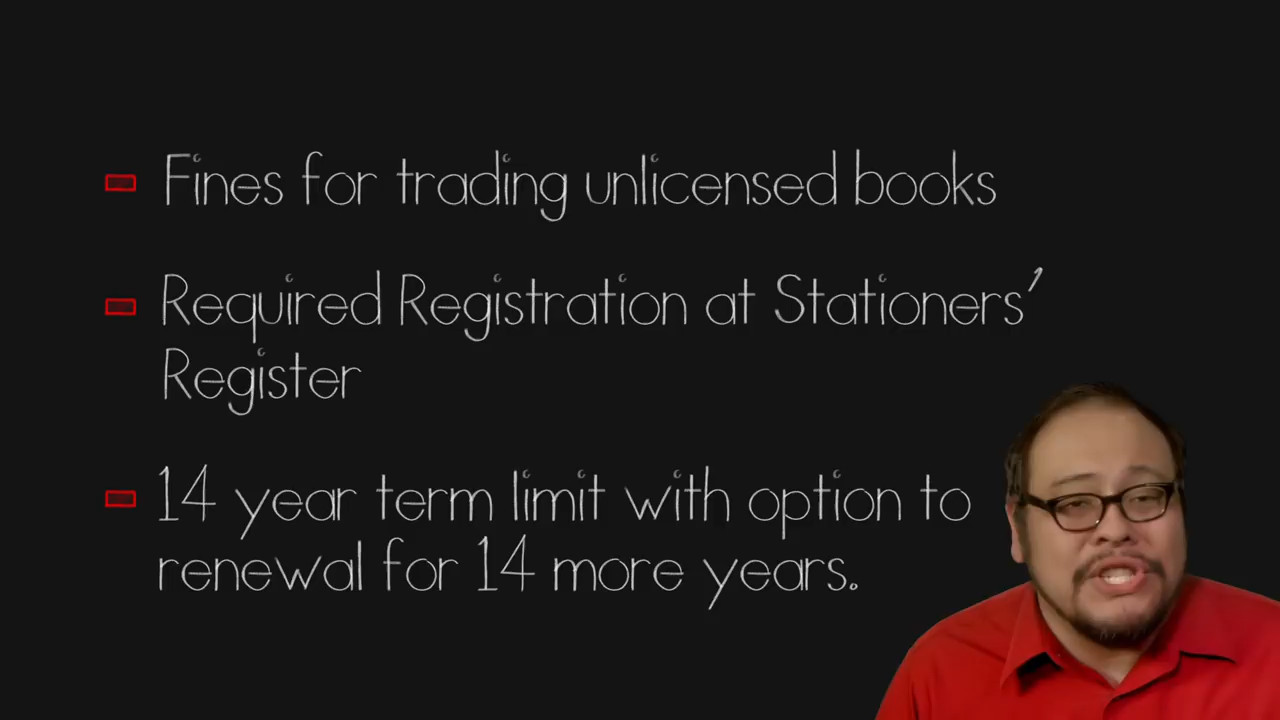 Fines for trading unlicensed books
Required Registration at Stationers'
Register
14 year term limit with option to
renewal for 14 more years.